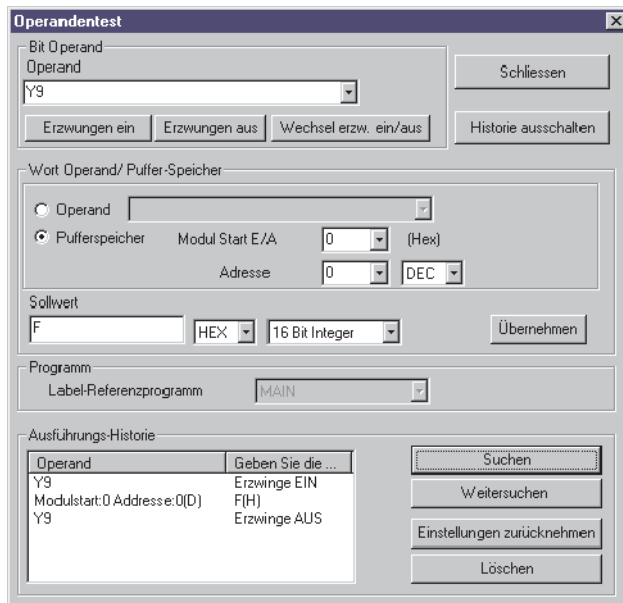 Operandentest
Bit Operand
Operand
Y9
Schliessen
Erzwungen ein
Erzwungen aus
Wechsel erzw. ein/aus
Historie ausschalten
Wort Operand/ Puffer-Speicher
Operand
Pufferspeicher
Modul Start E/A
0
(Hex)
Adresse
0
DEC
Sollwert
F
HEX
16 Bit Integer
Übernehmen
Programm
Label-Referenzprogramm
MAIN
Ausführungs-Historie
Operand
Geben Sie die ...
Y9
Erzwinge EIN
Modulstart:0 Addresse:0(D)
F(H)
Y9
Erzwinge AUS
Suchen
Weitersuchen
Einstellungen zurücknehmen
Löschen